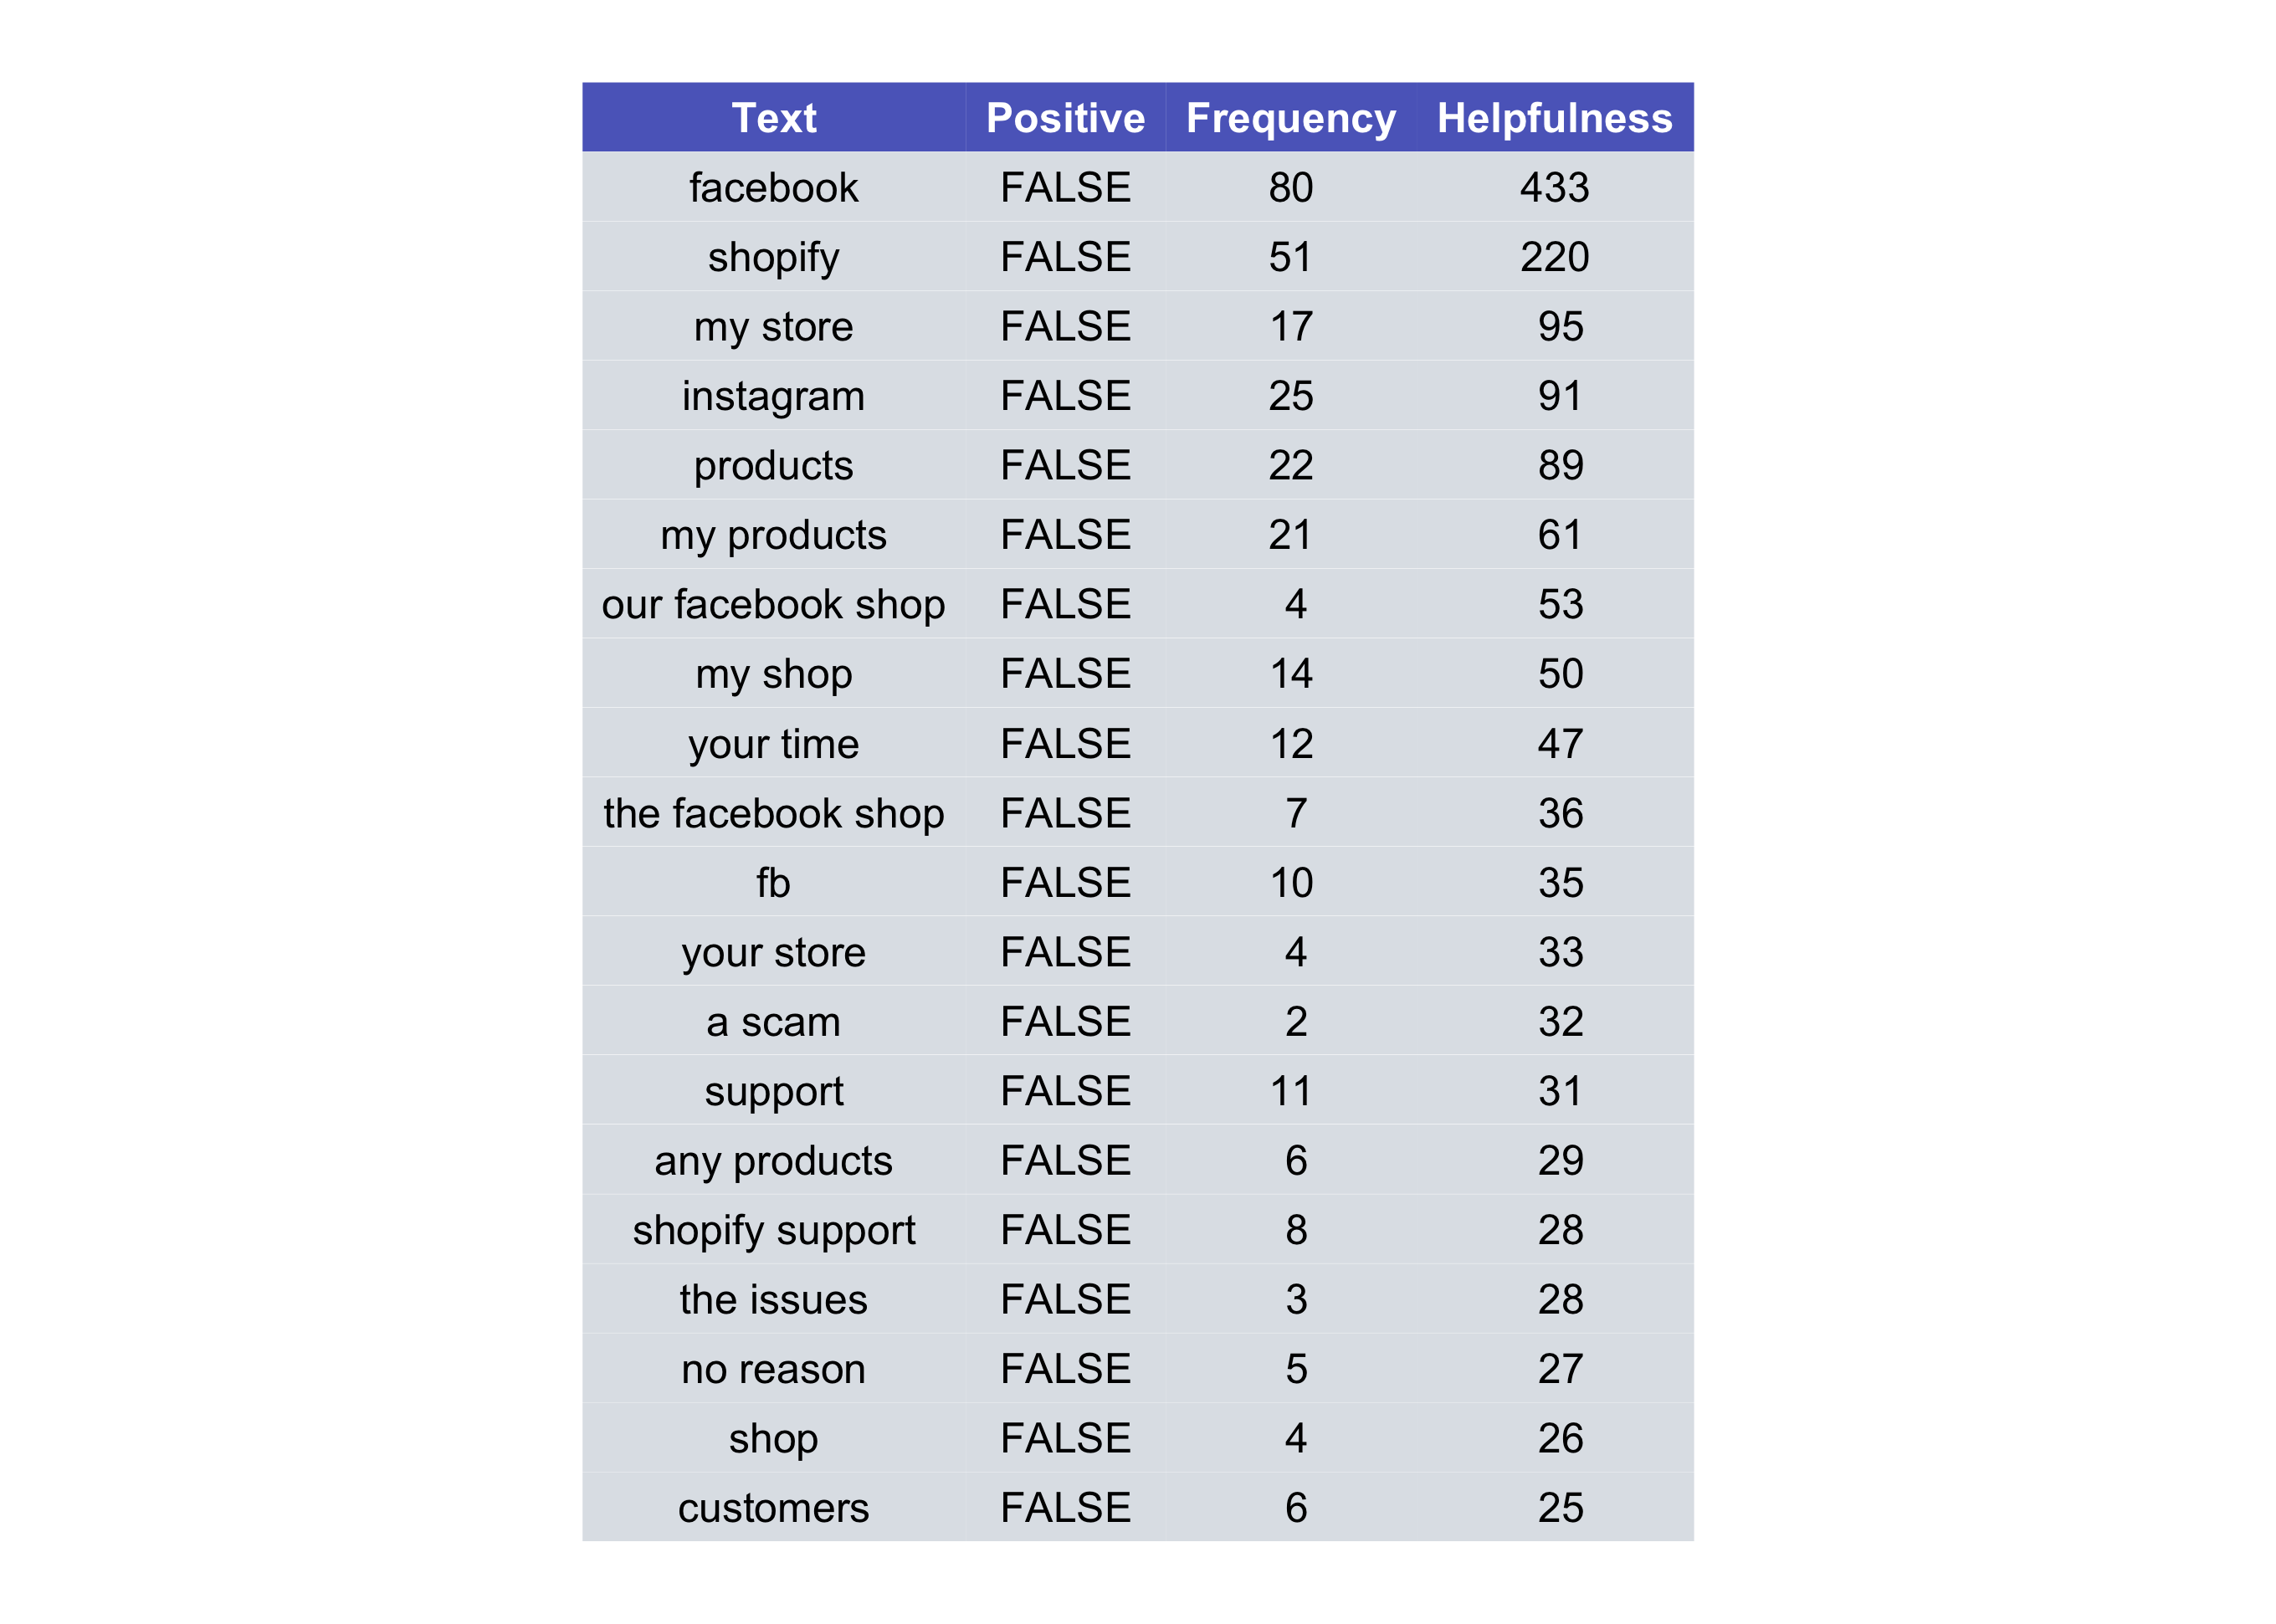 Text Positive Frequency Helpfulness
facebook FALSE 80 433
shopify FALSE 51 220
my store FALSE 17 95
instagram FALSE 25 91
products FALSE 22 89
my products FALSE 21 61
our facebook shop FALSE 4 53
my shop FALSE 14 50
your time FALSE 12 47
the facebook shop FALSE 7 36
fb FALSE 10 35
your store FALSE 4 33
a scam FALSE 2 32
support FALSE 11 31
any products FALSE 6 29
shopify support FALSE 8 28
the issues FALSE 3 28
no reason FALSE 5 27
shop FALSE 4 26
customers FALSE 6 25